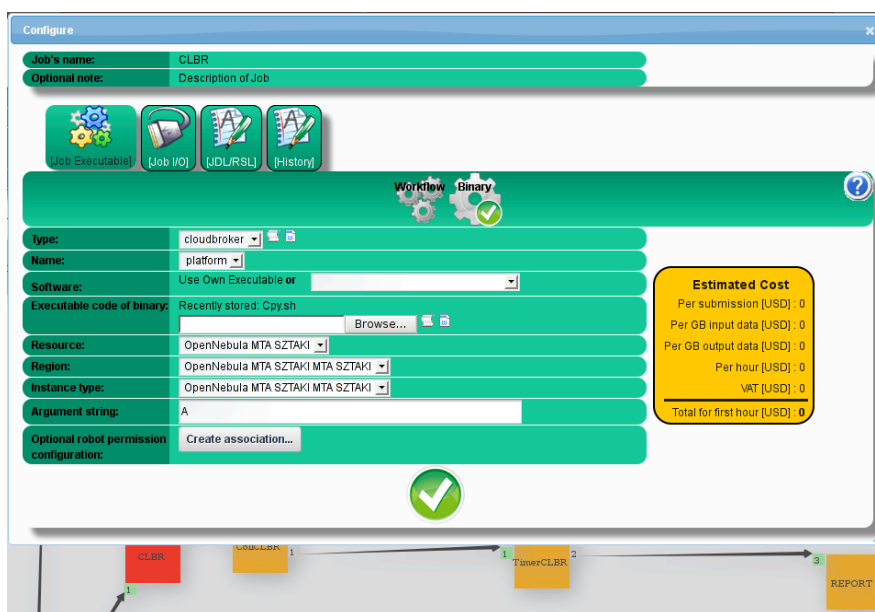 Configure
Job's name: CLBR
Optional note: Description of Job
[Job Executable] [Job I/O] [JDL/RSL] [History]
Workflow Binary
Type: cloudbroker
Name: platform
Software: Use Own Executable or
Executable code of binary: Recently stored: Cpy.sh
Browse...
Resource: OpenNebula MTA SZTAKI
Region: OpenNebula MTA SZTAKI MTA SZTAKI
Instance type: OpenNebula MTA SZTAKI MTA SZTAKI
Argument string: A
Optional robot permission configuration: Create association...
Estimated Cost
Per submission [USD] : 0
Per GB input data [USD] : 0
Per GB output data [USD] : 0
Per hour [USD] : 0
VAT [USD] : 0
Total for first hour [USD] : 0
CLBR
1
CollCLBR
1
1
TimerCLBR
2
3
REPORT